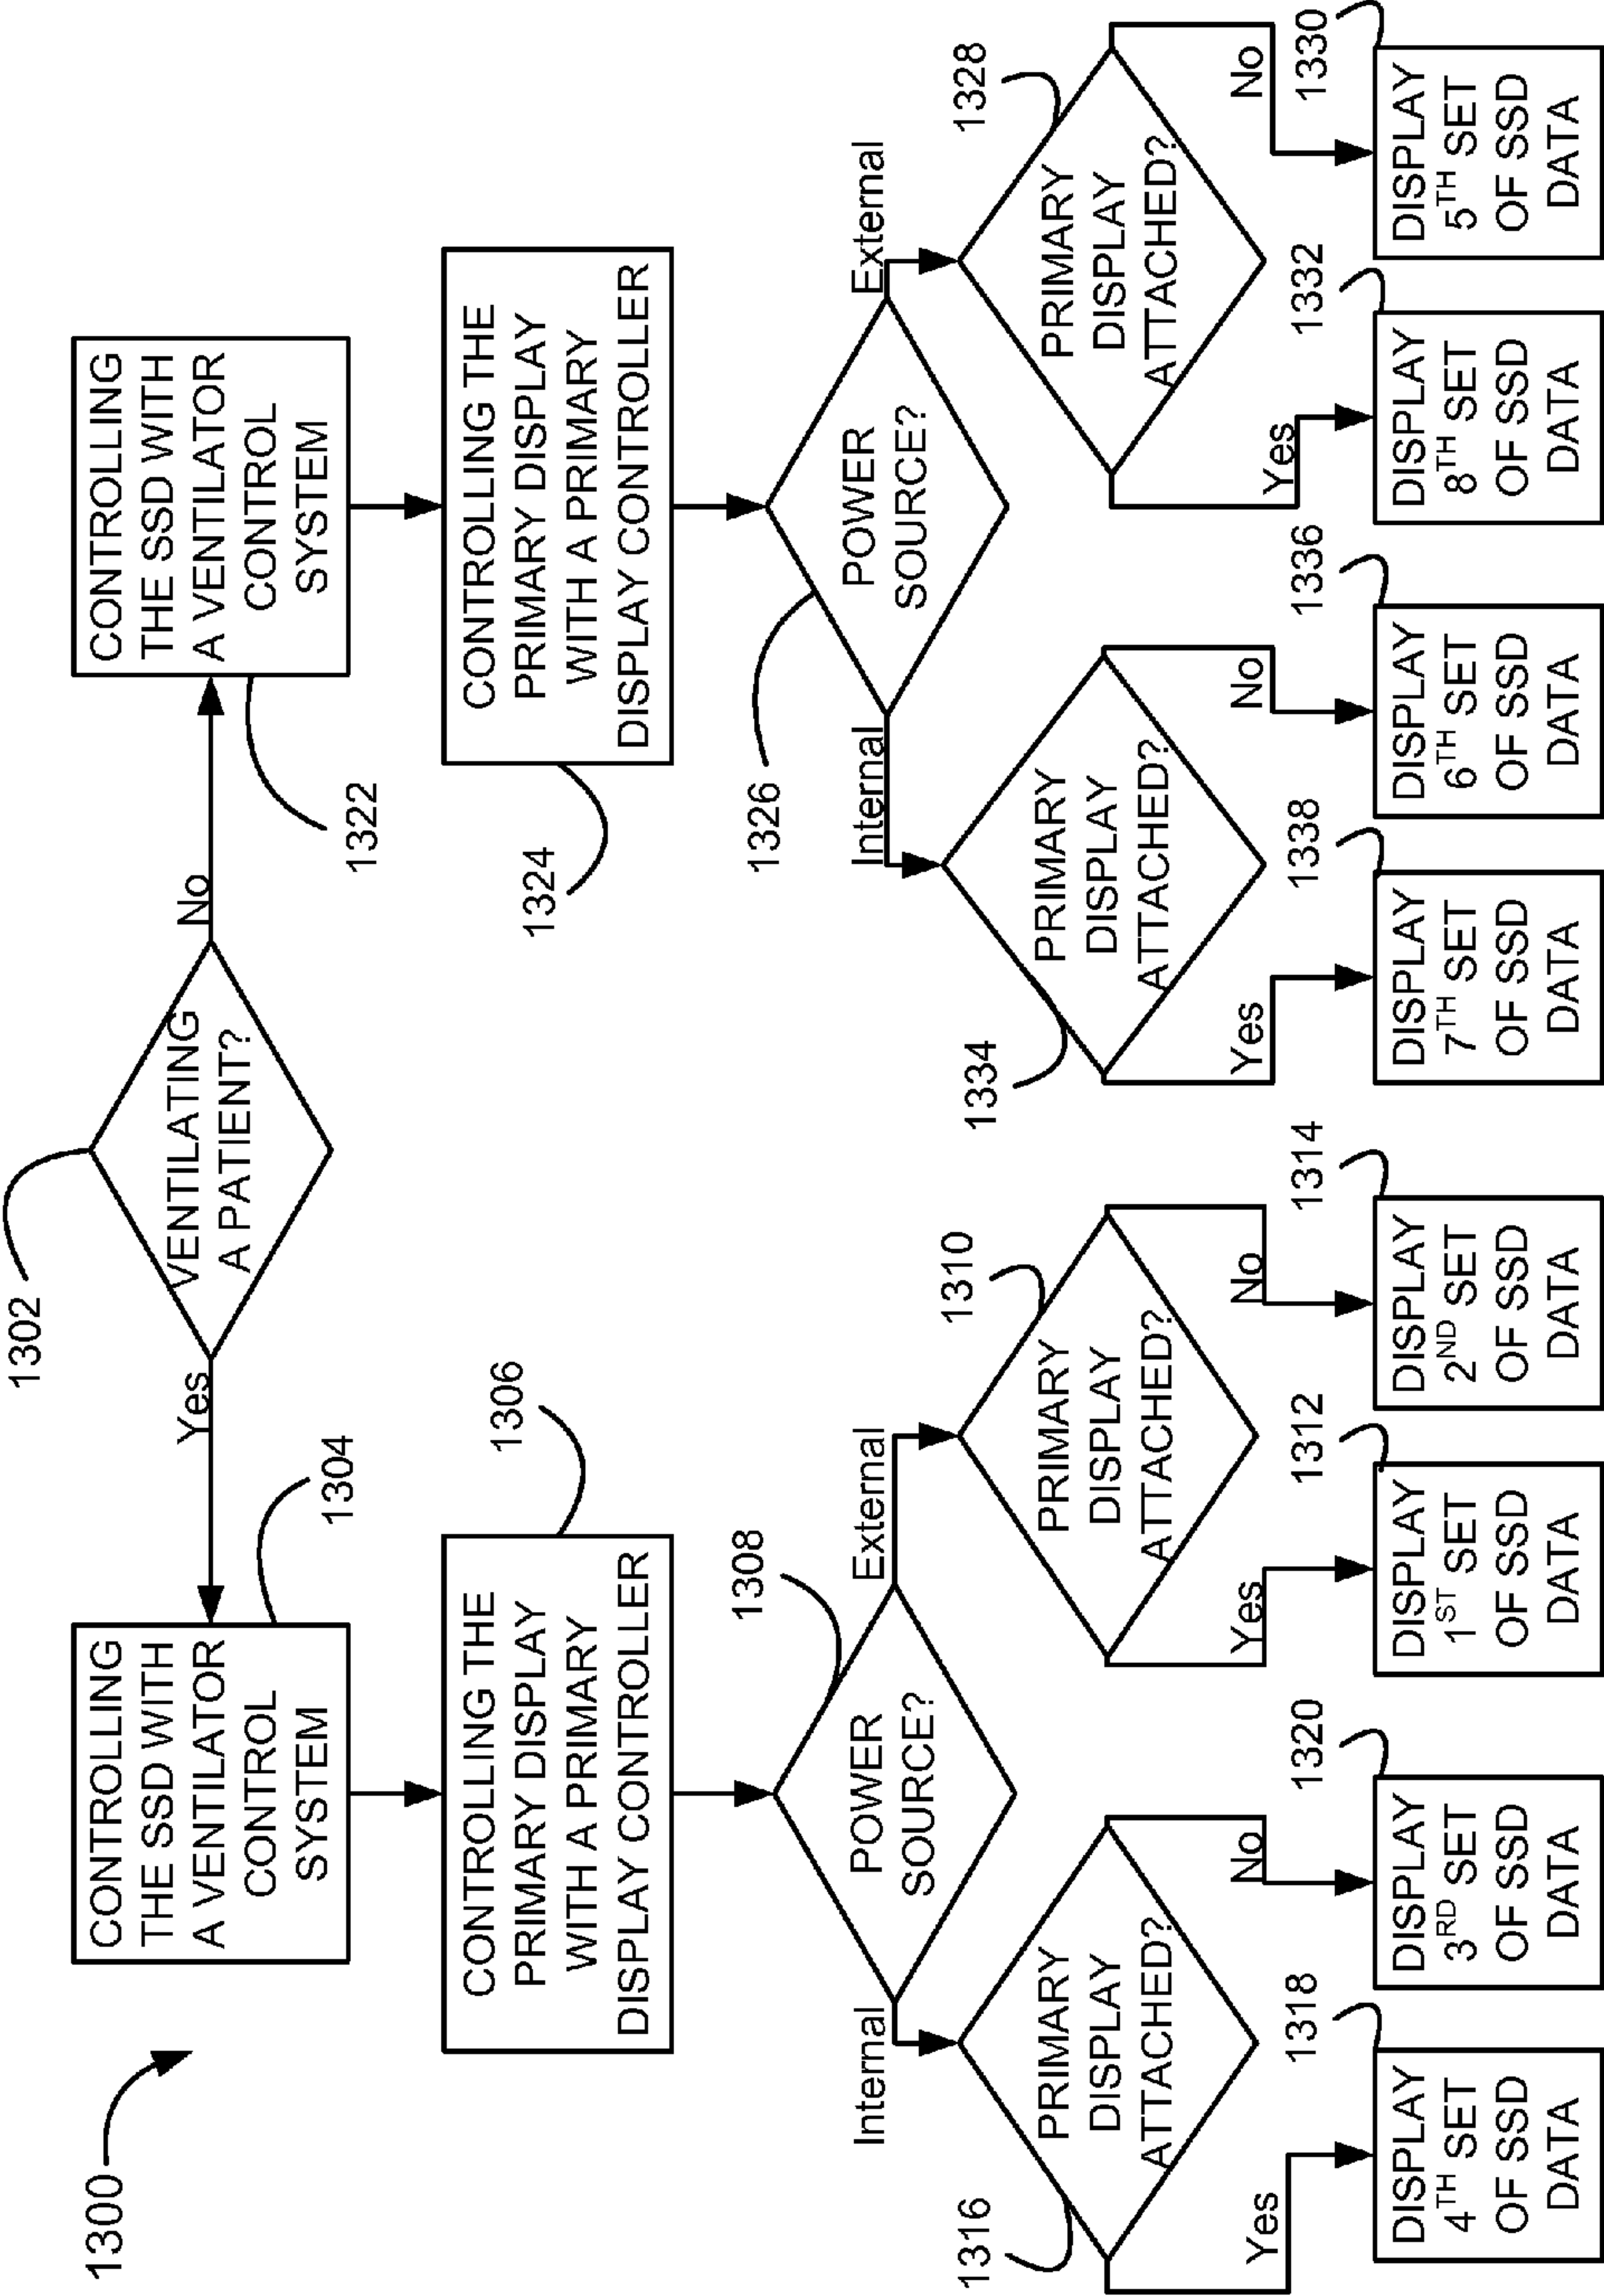 1300
1302
VENTILATING
A PATIENT?
Yes
No
1304
CONTROLLING
THE SSD WITH
A VENTILATOR
CONTROL
SYSTEM
1322
CONTROLLING
THE SSD WITH
A VENTILATOR
CONTROL
SYSTEM
1306
CONTROLLING THE
PRIMARY DISPLAY
WITH A PRIMARY
DISPLAY CONTROLLER
1324
CONTROLLING THE
PRIMARY DISPLAY
WITH A PRIMARY
DISPLAY CONTROLLER
1308
POWER
SOURCE?
Internal
External
1326
POWER
SOURCE?
Internal
External
1316
PRIMARY
DISPLAY
ATTACHED?
Yes
No
1310
PRIMARY
DISPLAY
ATTACHED?
Yes
No
1334
PRIMARY
DISPLAY
ATTACHED?
Yes
No
1328
PRIMARY
DISPLAY
ATTACHED?
Yes
No
1318
DISPLAY
4TH SET
OF SSD
DATA
1320
DISPLAY
3RD SET
OF SSD
DATA
1312
DISPLAY
1ST SET
OF SSD
DATA
1314
DISPLAY
2ND SET
OF SSD
DATA
1338
DISPLAY
7TH SET
OF SSD
DATA
1336
DISPLAY
6TH SET
OF SSD
DATA
1332
DISPLAY
8TH SET
OF SSD
DATA
1330
DISPLAY
5TH SET
OF SSD
DATA